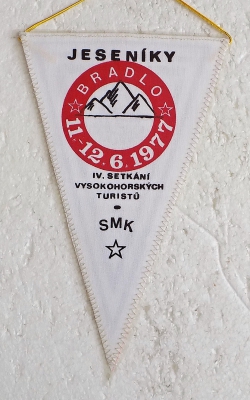 JESENÍKY
BRADLO
11.-12.6.1977
IV. SETKÁNÍ
VYSOKOHORSKÝCH
TURISTŮ
SMK